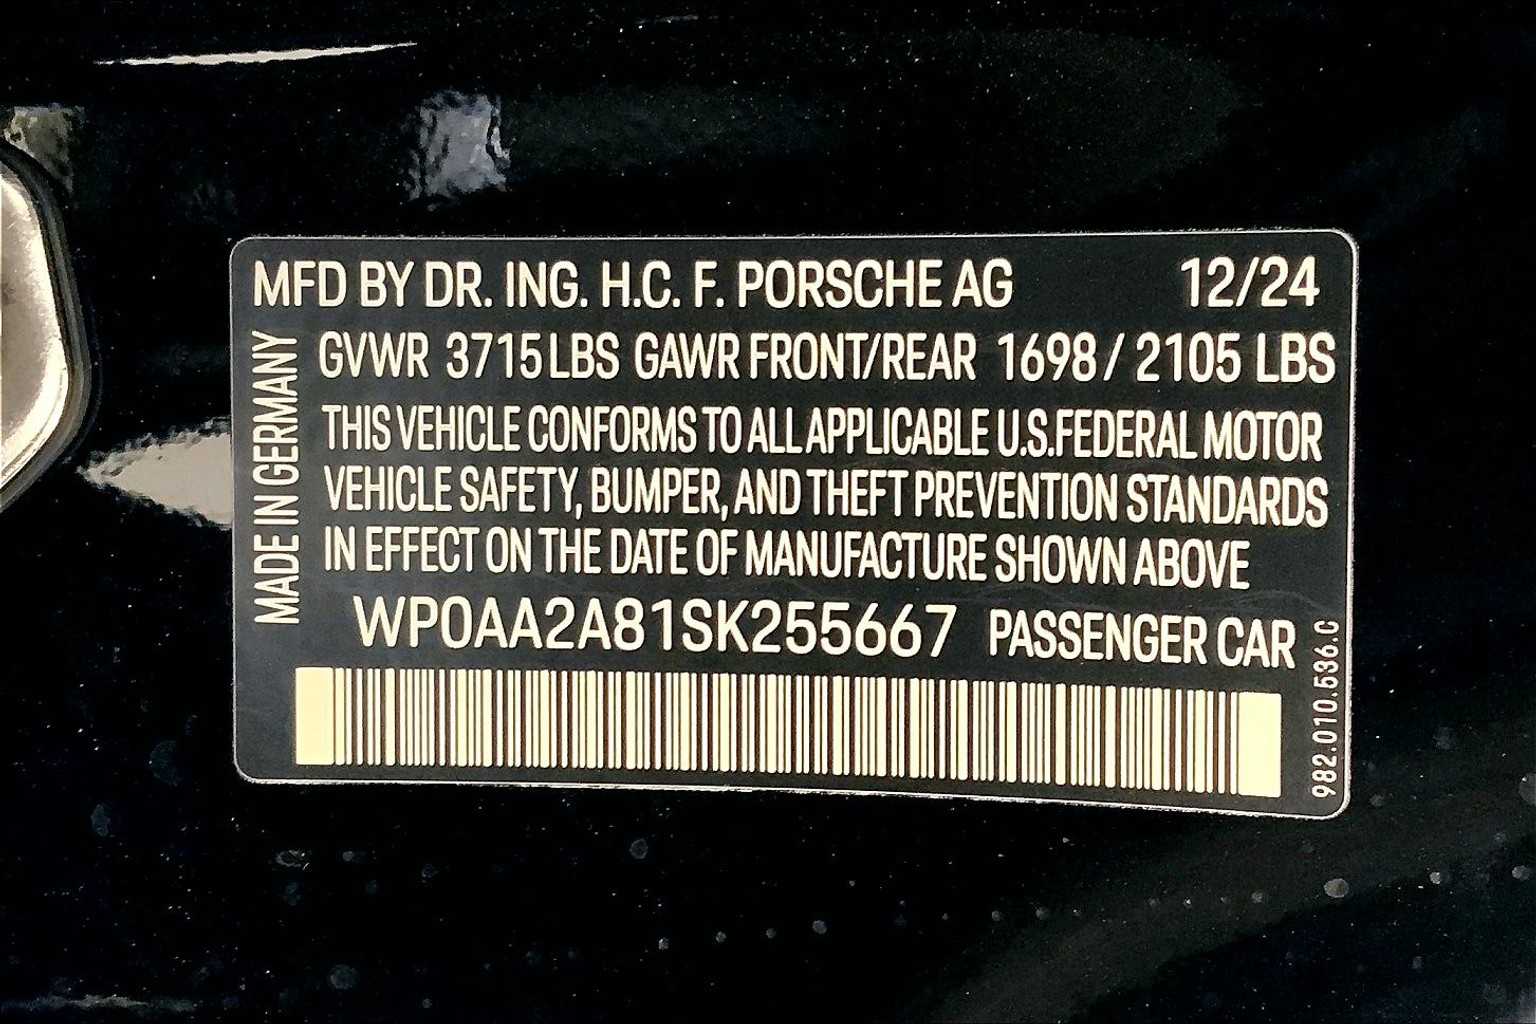 MFD BY DR. ING. H.C. F. PORSCHE AG 12/24
GVWR 3715 LBS GAWR FRONT/REAR 1698 / 2105 LBS
THIS VEHICLE CONFORMS TO ALL APPLICABLE U.S.FEDERAL MOTOR
VEHICLE SAFETY, BUMPER, AND THEFT PREVENTION STANDARDS
IN EFFECT ON THE DATE OF MANUFACTURE SHOWN ABOVE
WP0AA2A81SK255667 PASSENGER CAR
MADE IN GERMANY
982.010.536.C